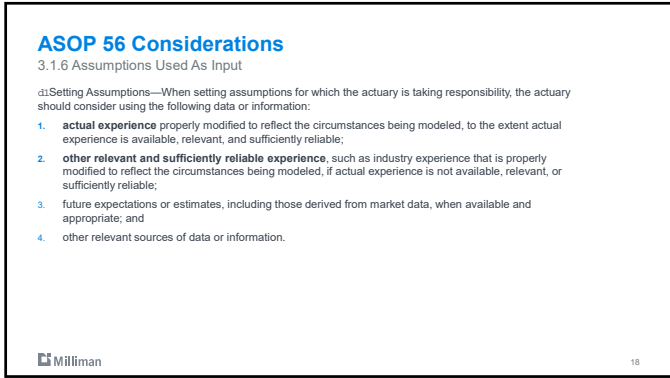 ASOP 56 Considerations
3.1.6 Assumptions Used As Input
d1Setting Assumptions—When setting assumptions for which the actuary is taking responsibility, the actuary
should consider using the following data or information:
1. actual experience properly modified to reflect the circumstances being modeled, to the extent actual
experience is available, relevant, and sufficiently reliable;
2. other relevant and sufficiently reliable experience, such as industry experience that is properly
modified to reflect the circumstances being modeled, if actual experience is not available, relevant, or
sufficiently reliable;
3. future expectations or estimates, including those derived from market data, when available and
appropriate; and
4. other relevant sources of data or information.
Milliman
18